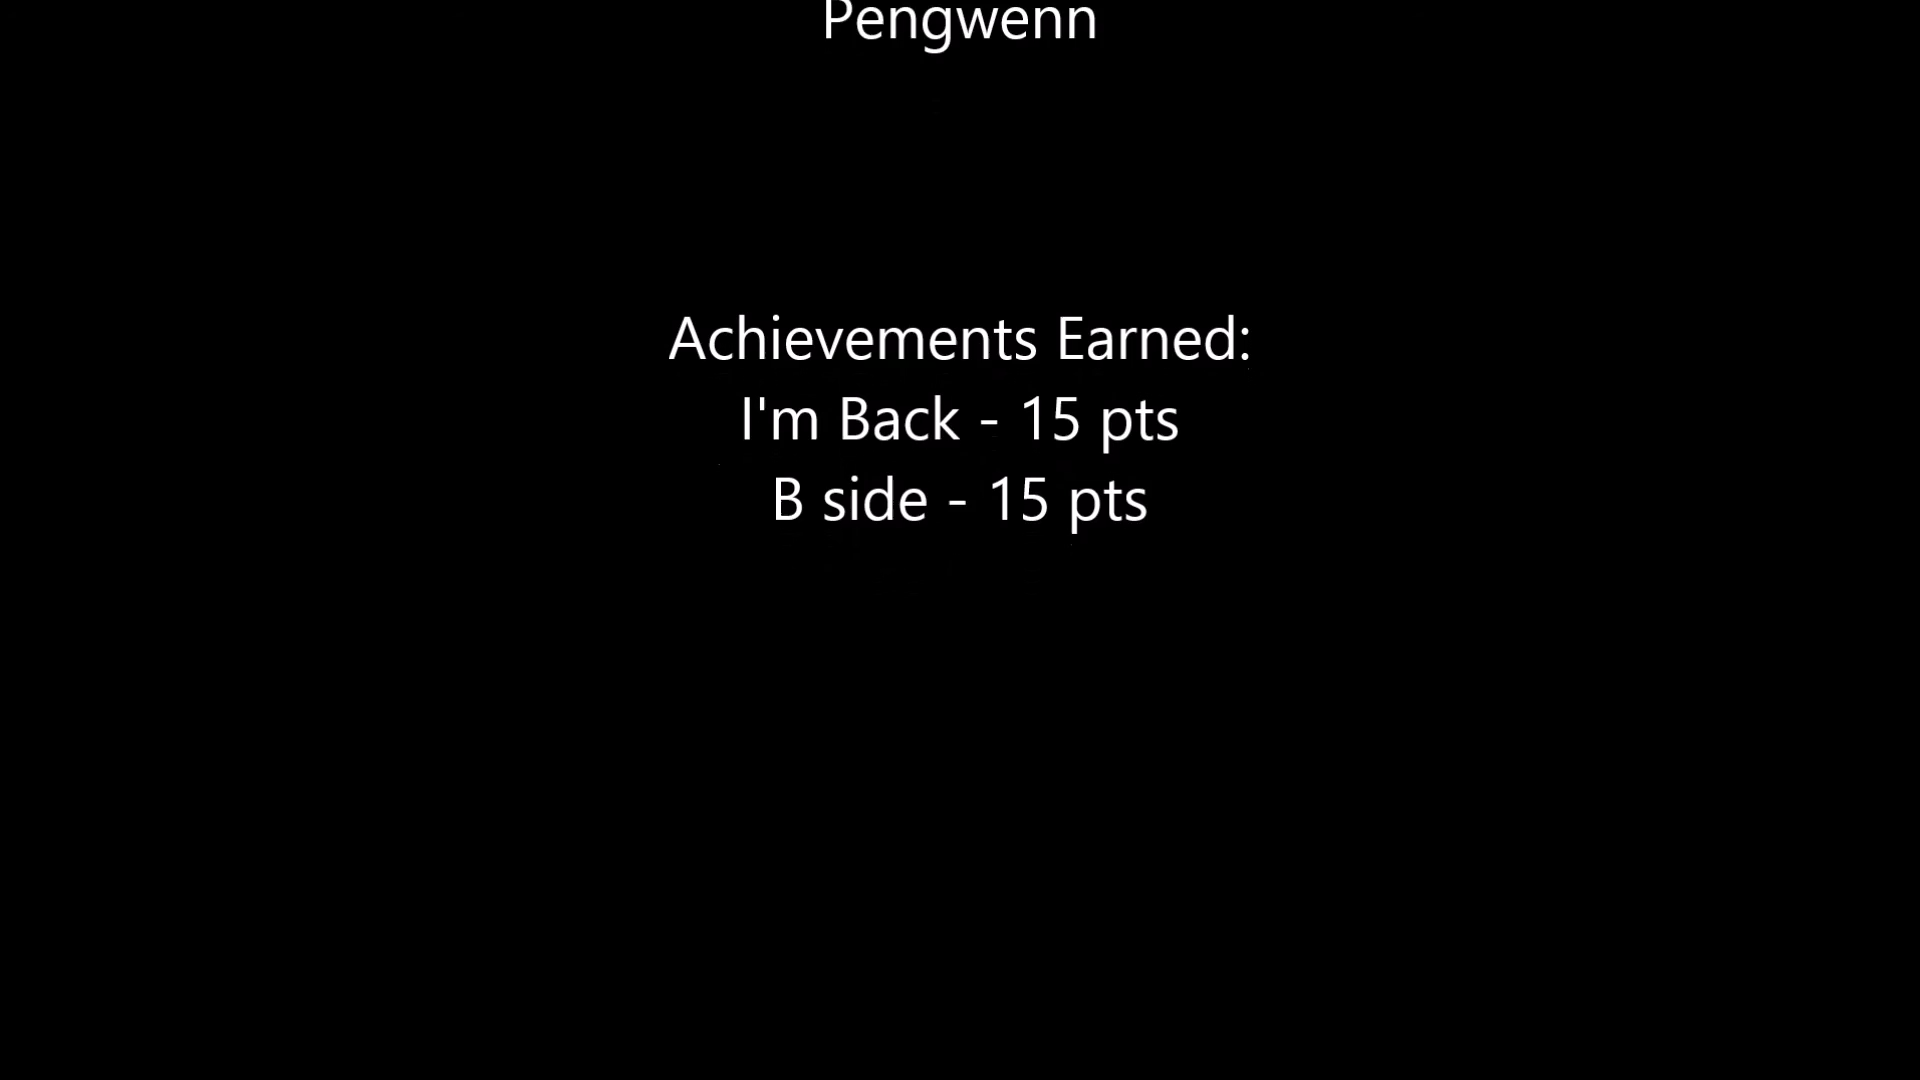 Pengwenn
Achievements Earned:
I'm Back - 15 pts
B side - 15 pts